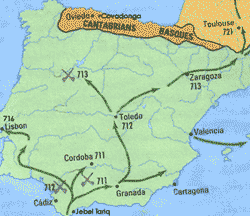 Toulouse
721
Oviedo
Covadonga
CANTABRIANS
BASQUES
713
Zaragoza
713
716
Lisbon
Toledo
712
Valencia
Cordoba 711
712
711
Granada
Cartagena
Cádiz
Jebel Tariq